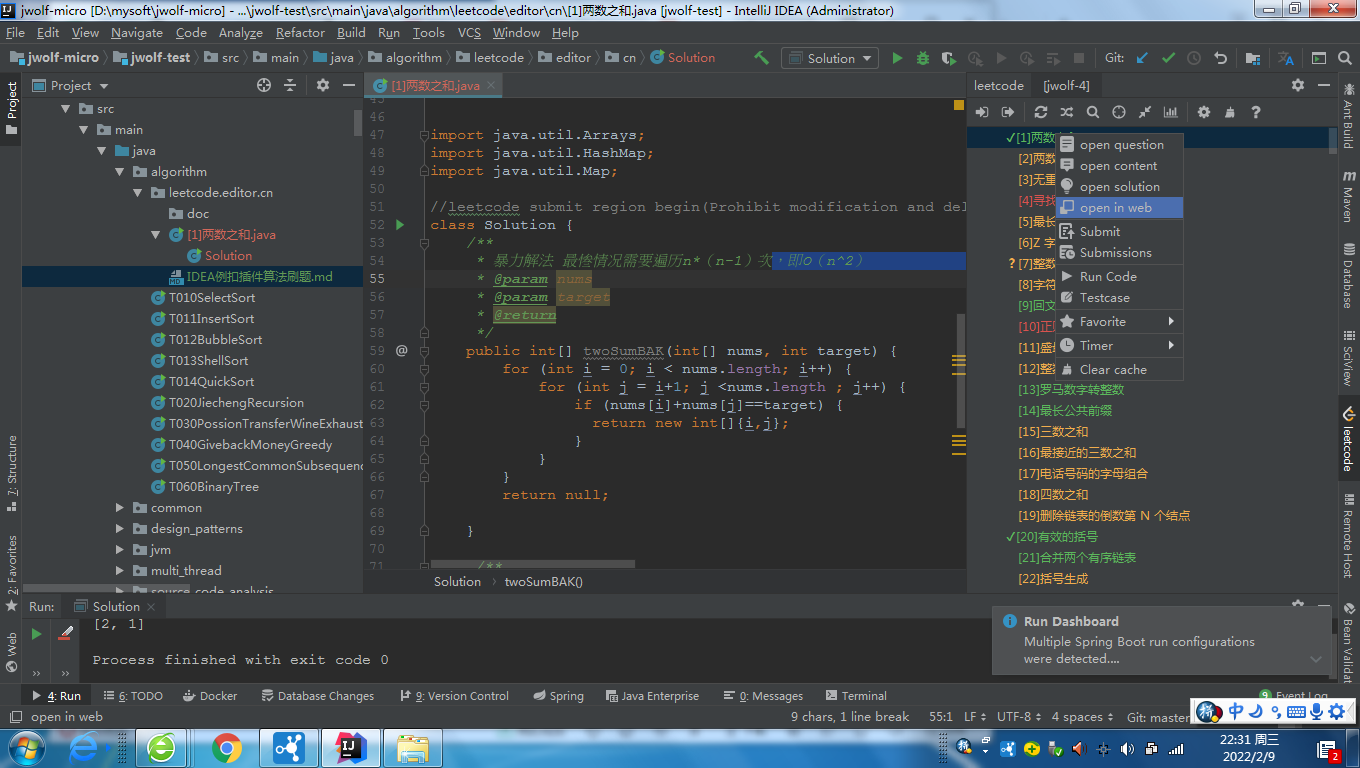 jwolf-micro [D:\mysoft\jwolf-micro] - ...\jwolf-test\src\main\java\algorithm\leetcode\editor\cn\[1]两数之和.java [jwolf-test] - IntelliJ IDEA (Administrator)
File Edit View Navigate Code Analyze Refactor Build Run Tools VCS Window Help
jwolf-micro jwolf-test src main java algorithm leetcode editor cn Solution Solution Git:
Project
[1]两数之和.java
leetcode [jwolf-4]
src
main
java
algorithm
leetcode.editor.cn
doc
[1]两数之和.java
Solution
IDEA例扣插件算法刷题.md
T010SelectSort
T011InsertSort
T012BubbleSort
T013ShellSort
T014QuickSort
T020JiechengRecursion
T030PossionTransferWineExhaust
T040GivebackMoneyGreedy
T050LongestCommonSubsequenc
T060BinaryTree
common
design_patterns
jvm
multi_thread
source_code_analysis
45
46
47 import java.util.Arrays;
48 import java.util.HashMap;
49 import java.util.Map;
50
51 //leetcode submit region begin(Prohibit modification and del
52 class Solution {
53 /**
54 * 暴力解法 最怆情况需要遍历n*（n-1）次，即O（n^2）
55 * @param nums
56 * @param target
57 * @return
58 */
59 @ public int[] twoSumBAK(int[] nums, int target) {
60 for (int i = 0; i < nums.length; i++) {
61 for (int j = i+1; j <nums.length ; j++) {
62 if (nums[i]+nums[j]==target) {
63 return new int[]{i,j};
64 }
65 }
66 }
67 return null;
68
69 }
70
71 /**
Solution twoSumBAK()
✓[1]两数
[2]两数
[3]无重
[4]寻找
[5]最长
[6]Z 字
?[7]整数
[8]字符
[9]回文
[10]正
[11]盛
[12]整数
[13]罗马数字转整数
[14]最长公共前缀
[15]三数之和
[16]最接近的三数之和
[17]电话号码的字母组合
[18]四数之和
[19]删除链表的倒数第 N 个结点
✓[20]有效的括号
[21]合并两个有序链表
[22]括号生成
open question
open content
open solution
open in web
Submit
Submissions
Run Code
Testcase
Favorite
Timer
Clear cache
Project
7: Structure
2: Favorites
Web
Ant Build
Maven
Database
SciView
leetcode
Remote Host
Bean Validat
Run: Solution
[2, 1]
Process finished with exit code 0
Run Dashboard
Multiple Spring Boot run configurations
were detected....
4: Run 6: TODO Docker Database Changes 9: Version Control Spring Java Enterprise 0: Messages Terminal 9 Event Log
open in web 9 chars, 1 line break 55:1 LF UTF-8 4 spaces Git: master
拼 中
22:31 周三
2022/2/9
2